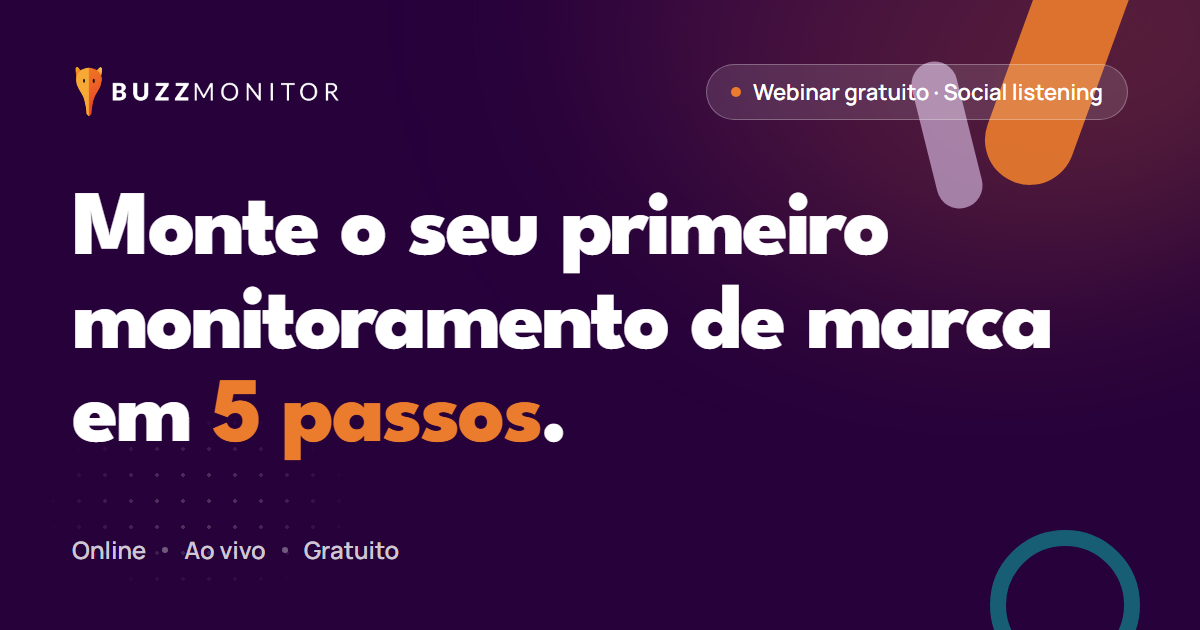 BUZZMONITOR
Webinar gratuito · Social listening
Monte o seu primeiro
monitoramento de marca
em 5 passos.
Online • Ao vivo • Gratuito